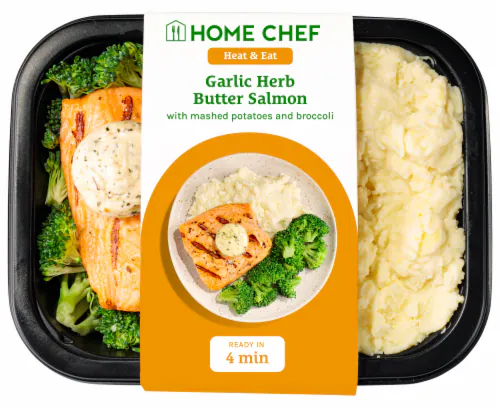 HOME CHEF
Heat & Eat
Garlic Herb
Butter Salmon
with mashed potatoes and broccoli
READY IN
4 min